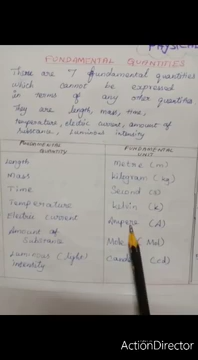 Physical
FUNDAMENTAL QUANTITIES
There are 7 fundamental quantities
which cannot be expressed
in terms of any other quantities
They are length, mass, time,
temperature, electric current, amount of
substance, luminous intensity
FUNDAMENTAL QUANTITY
FUNDAMENTAL UNIT
Length
Metre (m)
Mass
Kilogram (kg)
Time
Second (s)
Temperature
Kelvin (K)
Electric current
Ampere (A)
Amount of
Substance
Mole (Mol)
Luminous (light)
Intensity
(cd)
ActionDirector